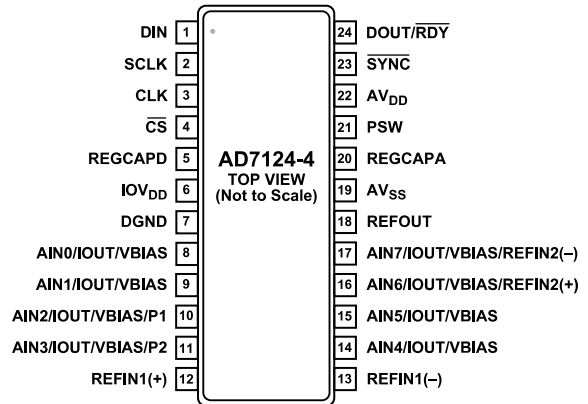 DIN 1
SCLK 2
CLK 3
C̅S̅ 4
REGCAPD 5
IOVDD 6
DGND 7
AIN0/IOUT/VBIAS 8
AIN1/IOUT/VBIAS 9
AIN2/IOUT/VBIAS/P1 10
AIN3/IOUT/VBIAS/P2 11
REFIN1(+) 12
AD7124-4
TOP VIEW
(Not to Scale)
24 DOUT/R̅D̅Y̅
23 S̅Y̅N̅C̅
22 AVDD
21 PSW
20 REGCAPA
19 AVSS
18 REFOUT
17 AIN7/IOUT/VBIAS/REFIN2(–)
16 AIN6/IOUT/VBIAS/REFIN2(+)
15 AIN5/IOUT/VBIAS
14 AIN4/IOUT/VBIAS
13 REFIN1(–)